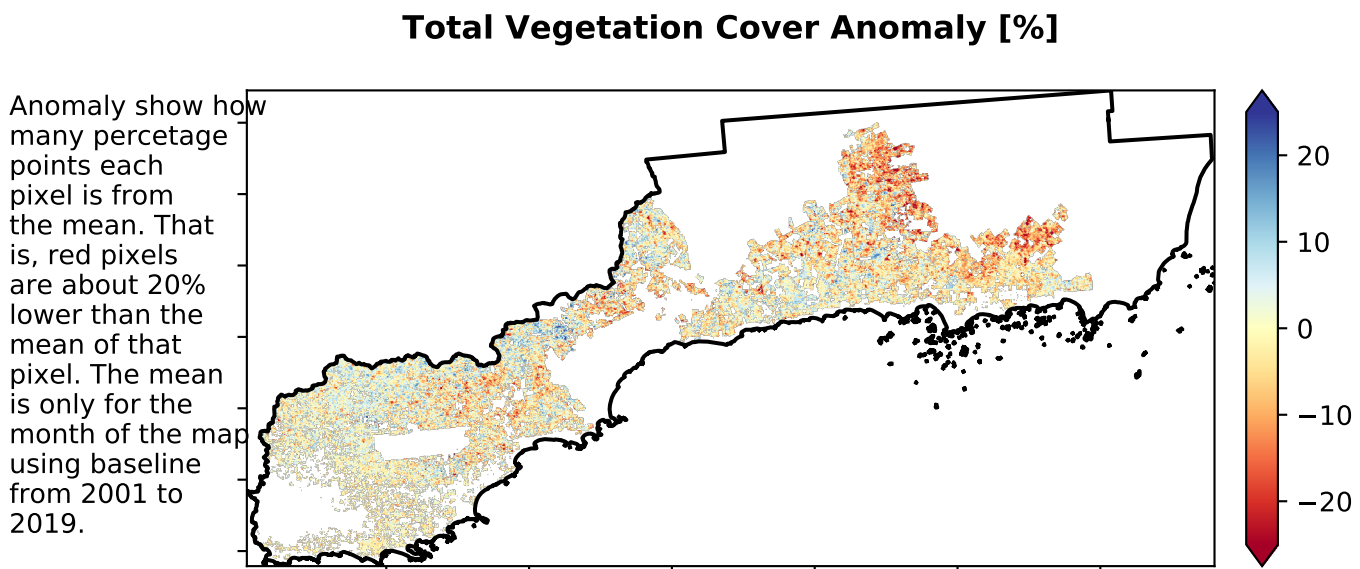 Total Vegetation Cover Anomaly [%]
Anomaly show how
many percetage
points each
pixel is from
the mean. That
is, red pixels
are about 20%
lower than the
mean of that
pixel. The mean
is only for the
month of the map
using baseline
from 2001 to
2019.
20
10
0
−10
−20